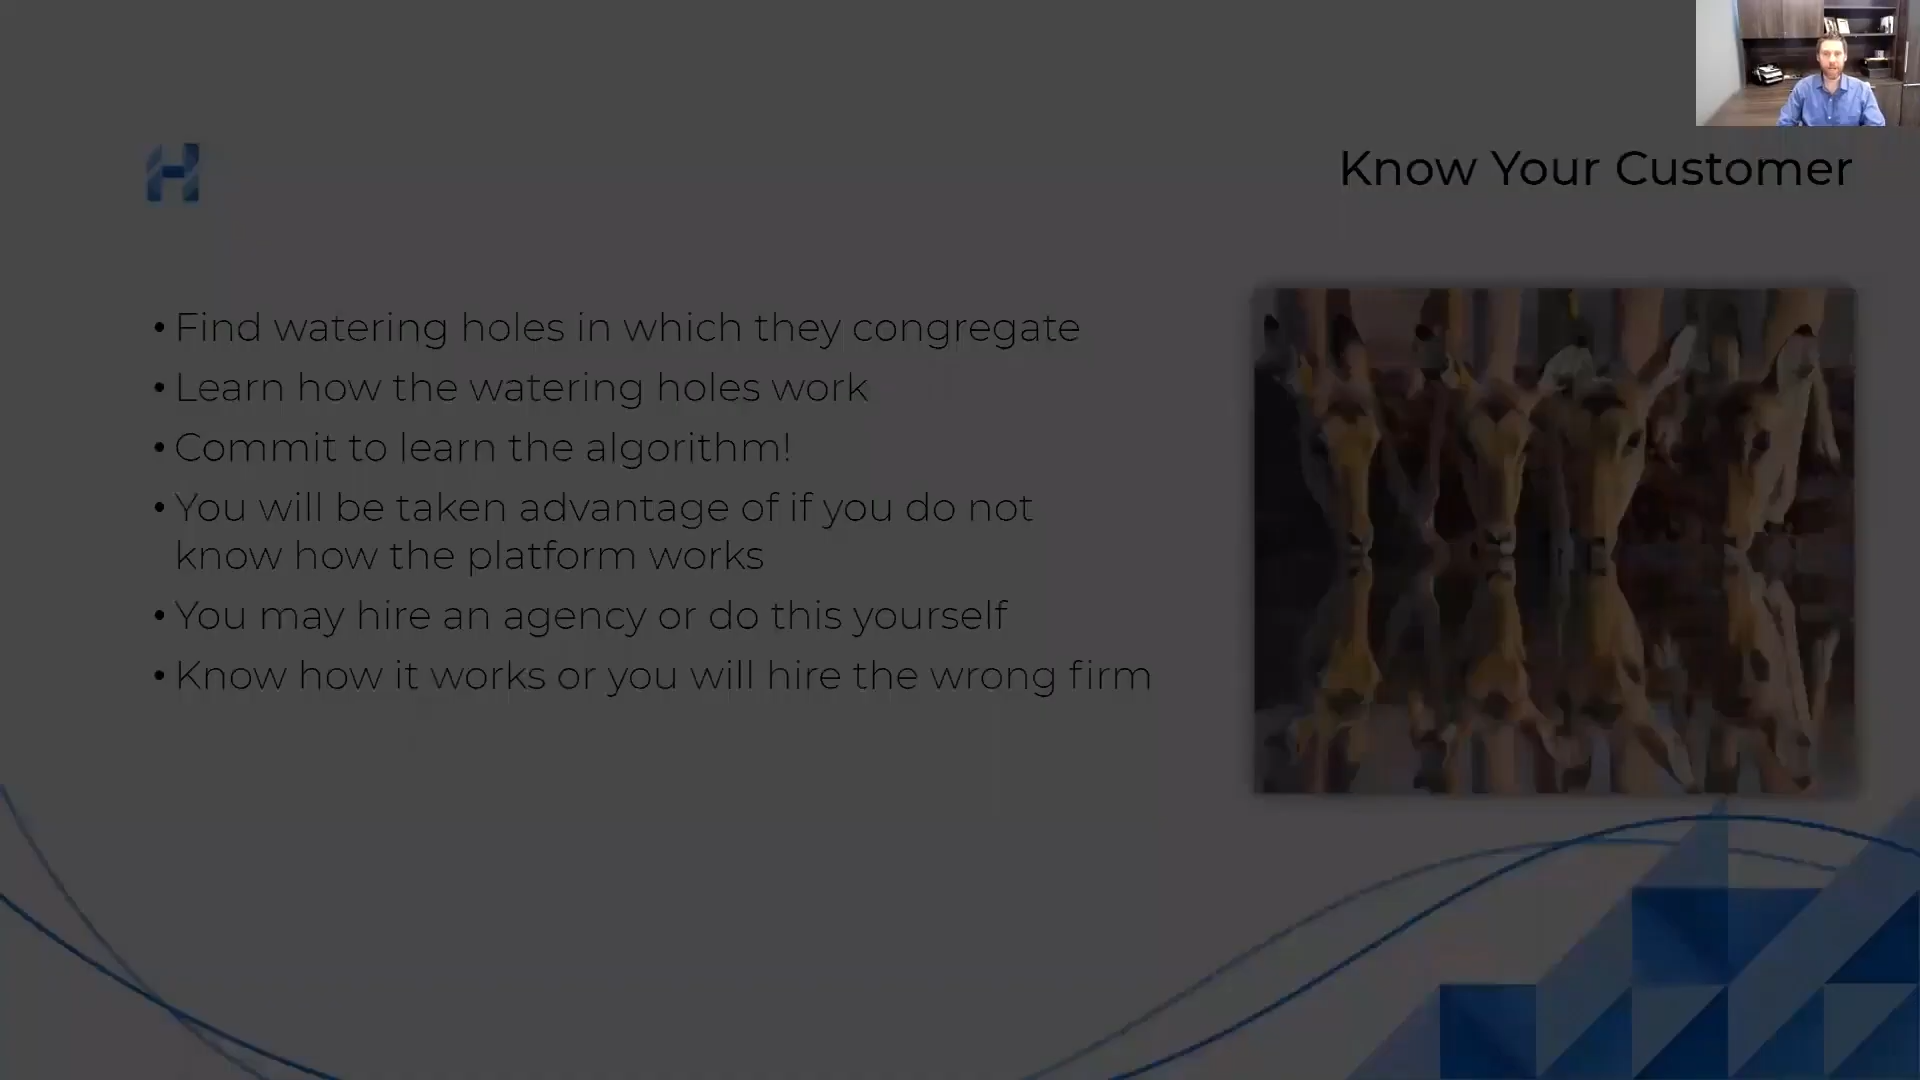 Know Your Customer
• Find watering holes in which they congregate
• Learn how the watering holes work
• Commit to learn the algorithm!
• You will be taken advantage of if you do not
know how the platform works
• You may hire an agency or do this yourself
• Know how it works or you will hire the wrong firm